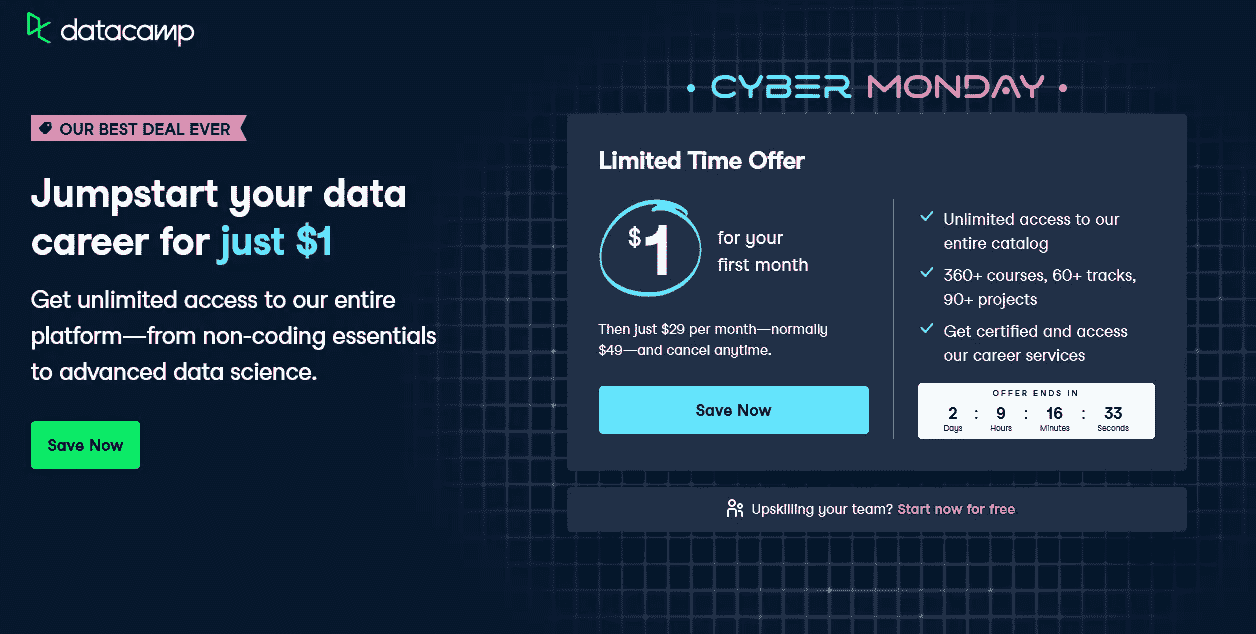 datacamp
OUR BEST DEAL EVER
Jumpstart your data
career for just $1
Get unlimited access to our entire
platform—from non-coding essentials
to advanced data science.
Save Now
CYBER MONDAY
Limited Time Offer
$1
for your
first month
Then just $29 per month—normally
$49—and cancel anytime.
Save Now
Unlimited access to our
entire catalog
360+ courses, 60+ tracks,
90+ projects
Get certified and access
our career services
OFFER ENDS IN
2 : 9 : 16 : 33
Days Hours Minutes Seconds
Upskilling your team? Start now for free